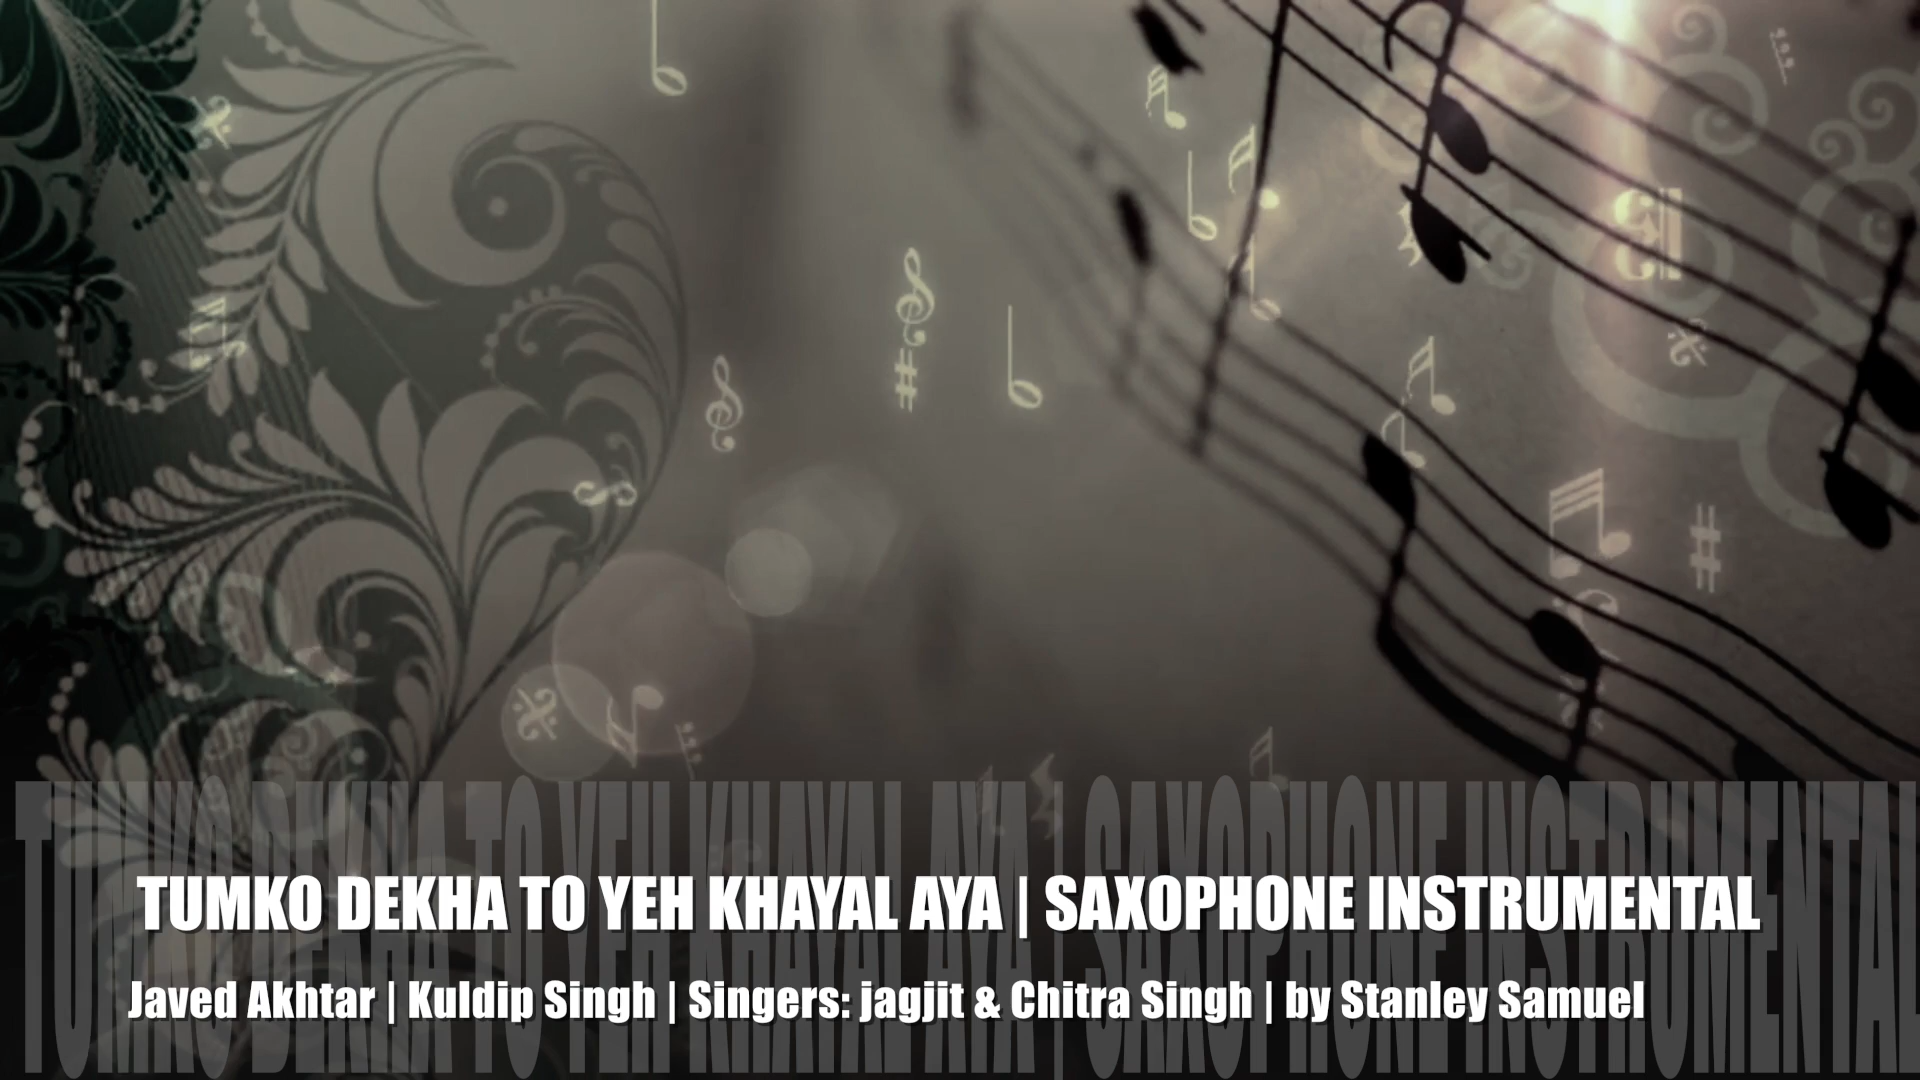 TUMKO DEKHA TO YEH KHAYAL AYA | SAXOPHONE INSTRUMENTAL
TUMKO DEKHA TO YEH KHAYAL AYA | SAXOPHONE INSTRUMENTAL
Javed Akhtar | Kuldip Singh | Singers: jagjit & Chitra Singh | by Stanley Samuel